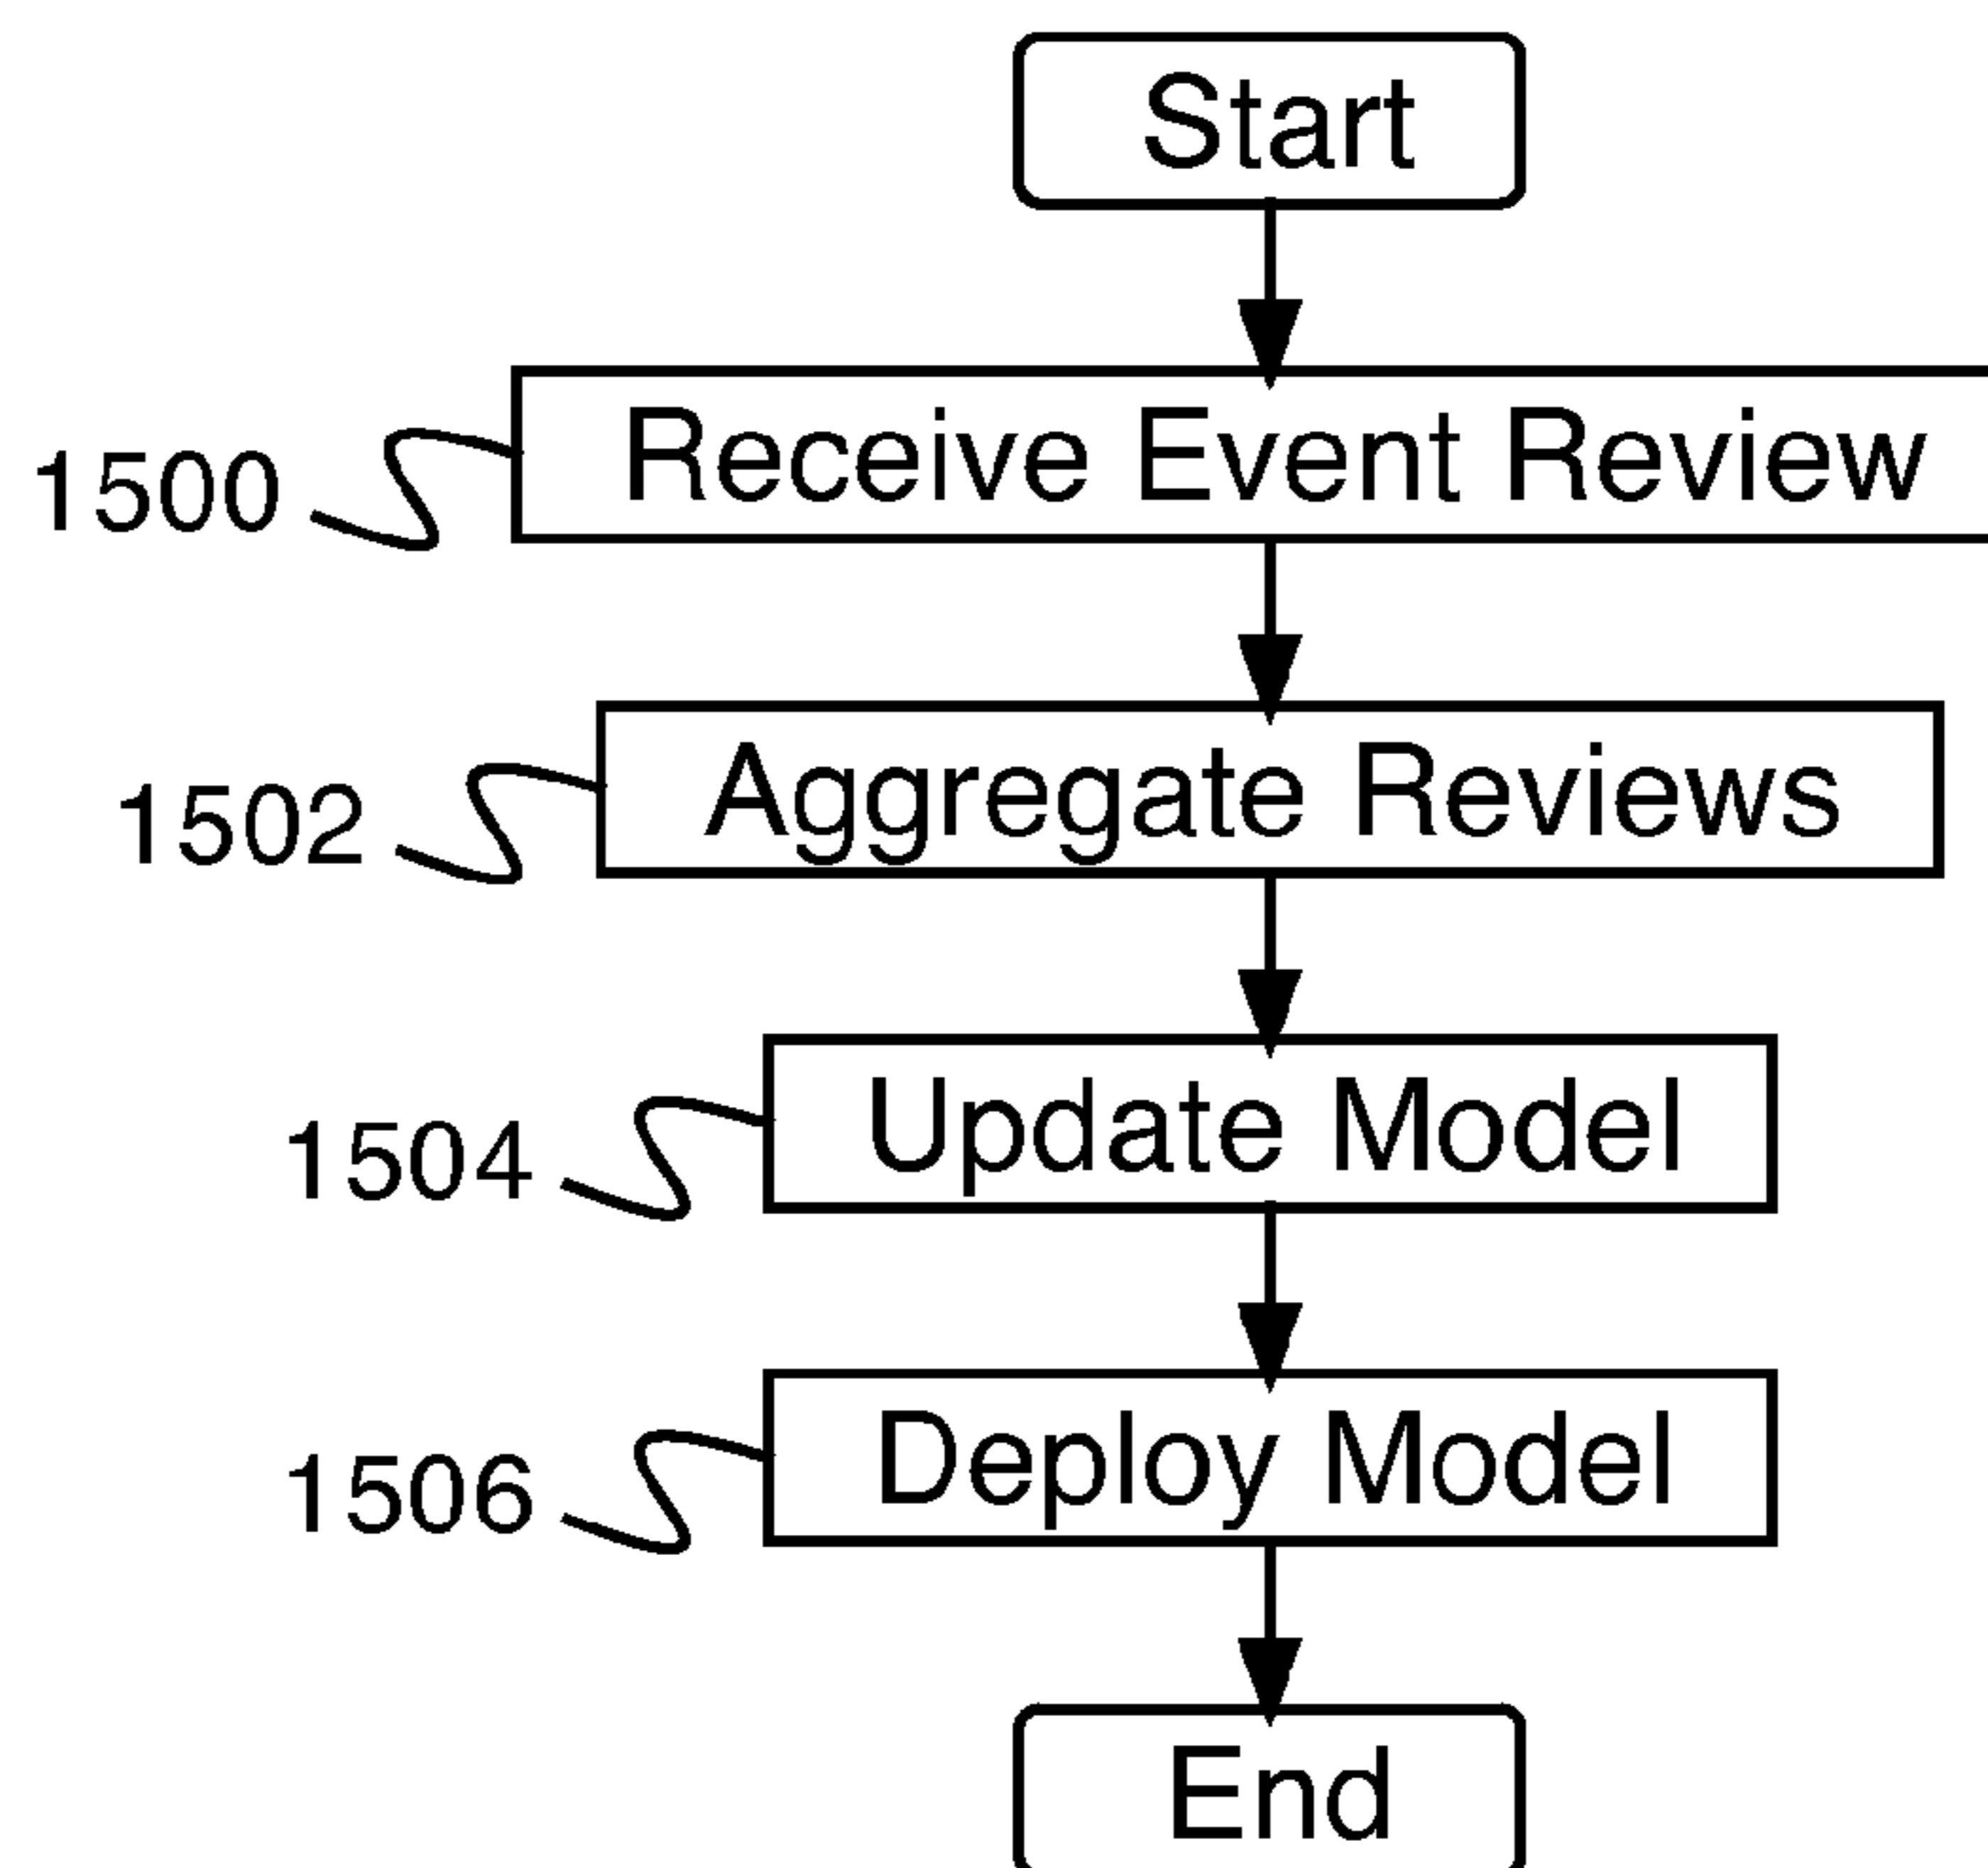 Start
1500
Receive Event Review
1502
Aggregate Reviews
1504
Update Model
1506
Deploy Model
End